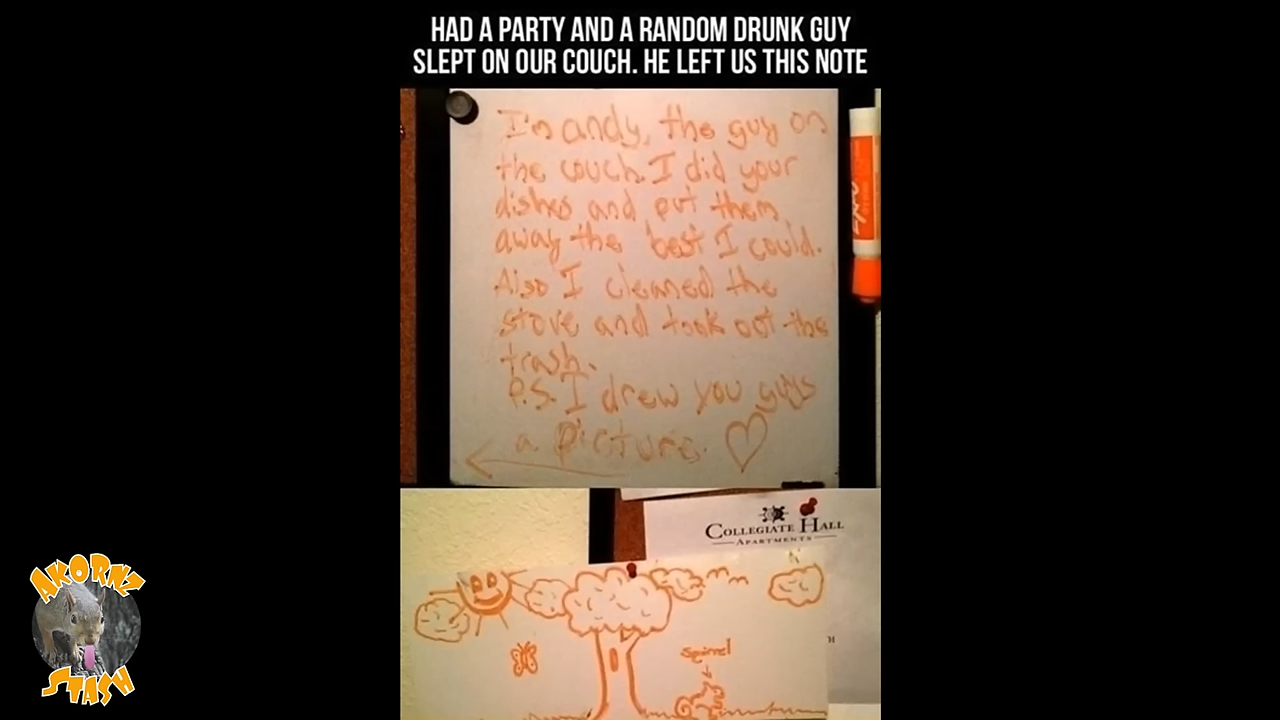 HAD A PARTY AND A RANDOM DRUNK GUY
SLEPT ON OUR COUCH. HE LEFT US THIS NOTE
I'm andy, the guy on
the couch. I did your
dishes and put them
away the best I could.
Also I cleaned the
stove and took out the
trash.
P.S. I drew you guys
a picture.
EXPO
COLLEGIATE HALL
APARTMENTS
squirrel
AKORNZ
STASH